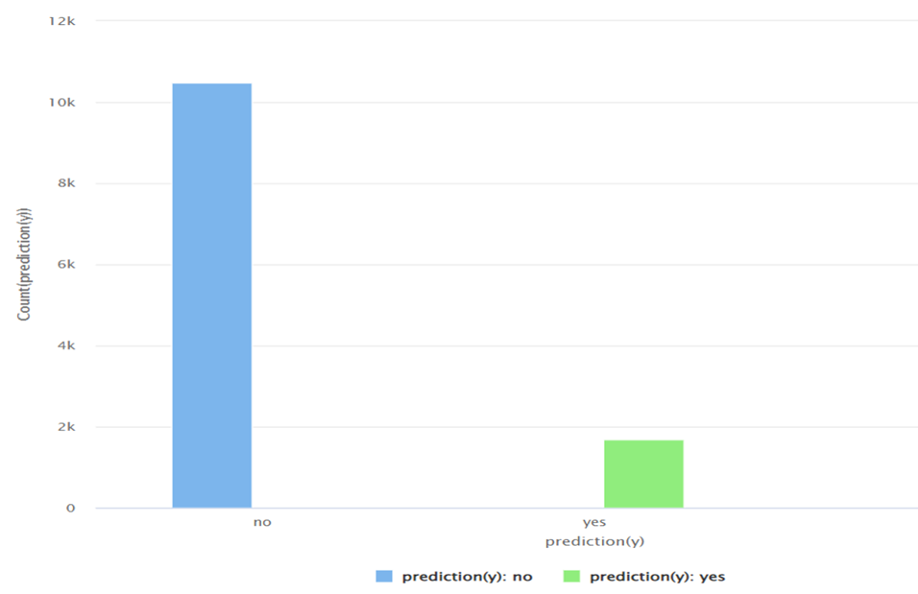 12k
10k
8k
6k
4k
2k
0
Count(prediction(y))
no yes
prediction(y)
prediction(y): no prediction(y): yes